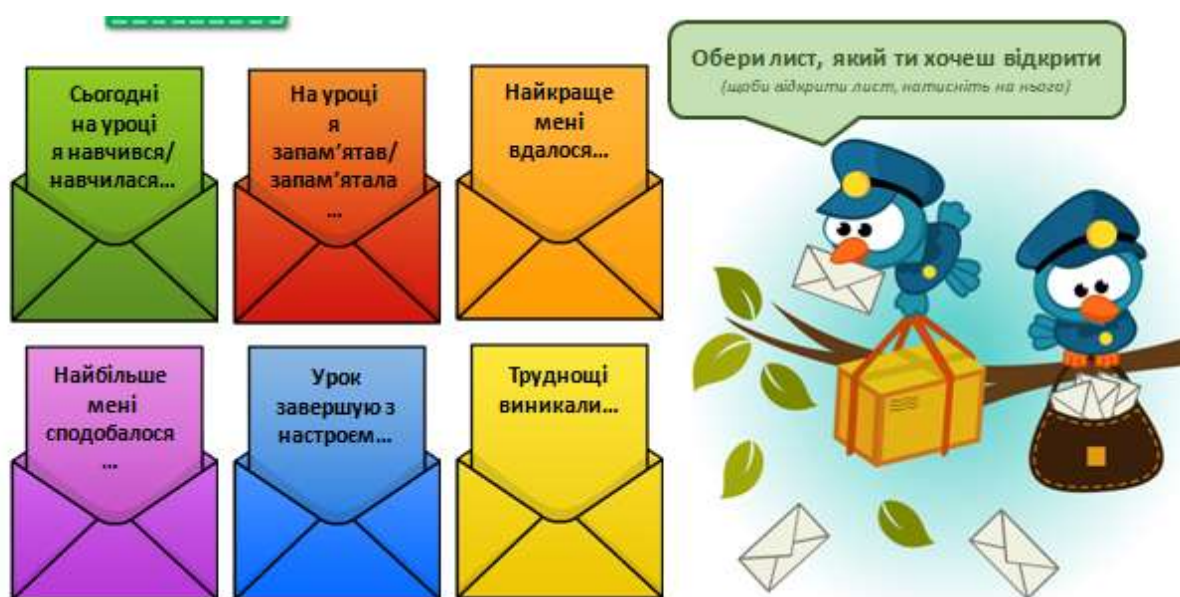 Сьогодні
на уроці
я навчився/
навчилася...
На уроці
я
запам'ятав/
запам'ятала
...
Найкраще
мені
вдалося...
Обери лист, який ти хочеш відкрити
(щоби відкрити лист, натисніть на нього)
Найбільше
мені
сподобалося
...
Урок
завершую з
настроєм...
Труднощі
виникали...